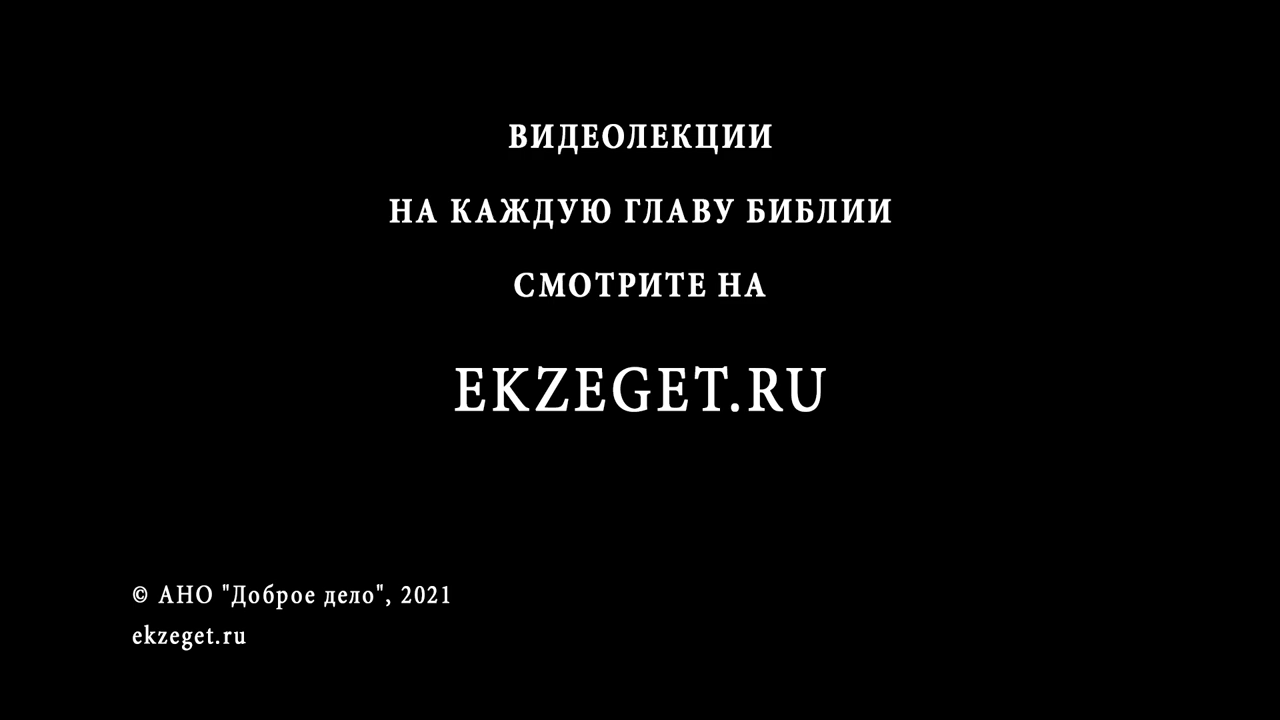 ВИДЕОЛЕКЦИИ
НА КАЖДУЮ ГЛАВУ БИБЛИИ
СМОТРИТЕ НА
EKZEGET.RU
© АНО "Доброе дело", 2021
ekzeget.ru